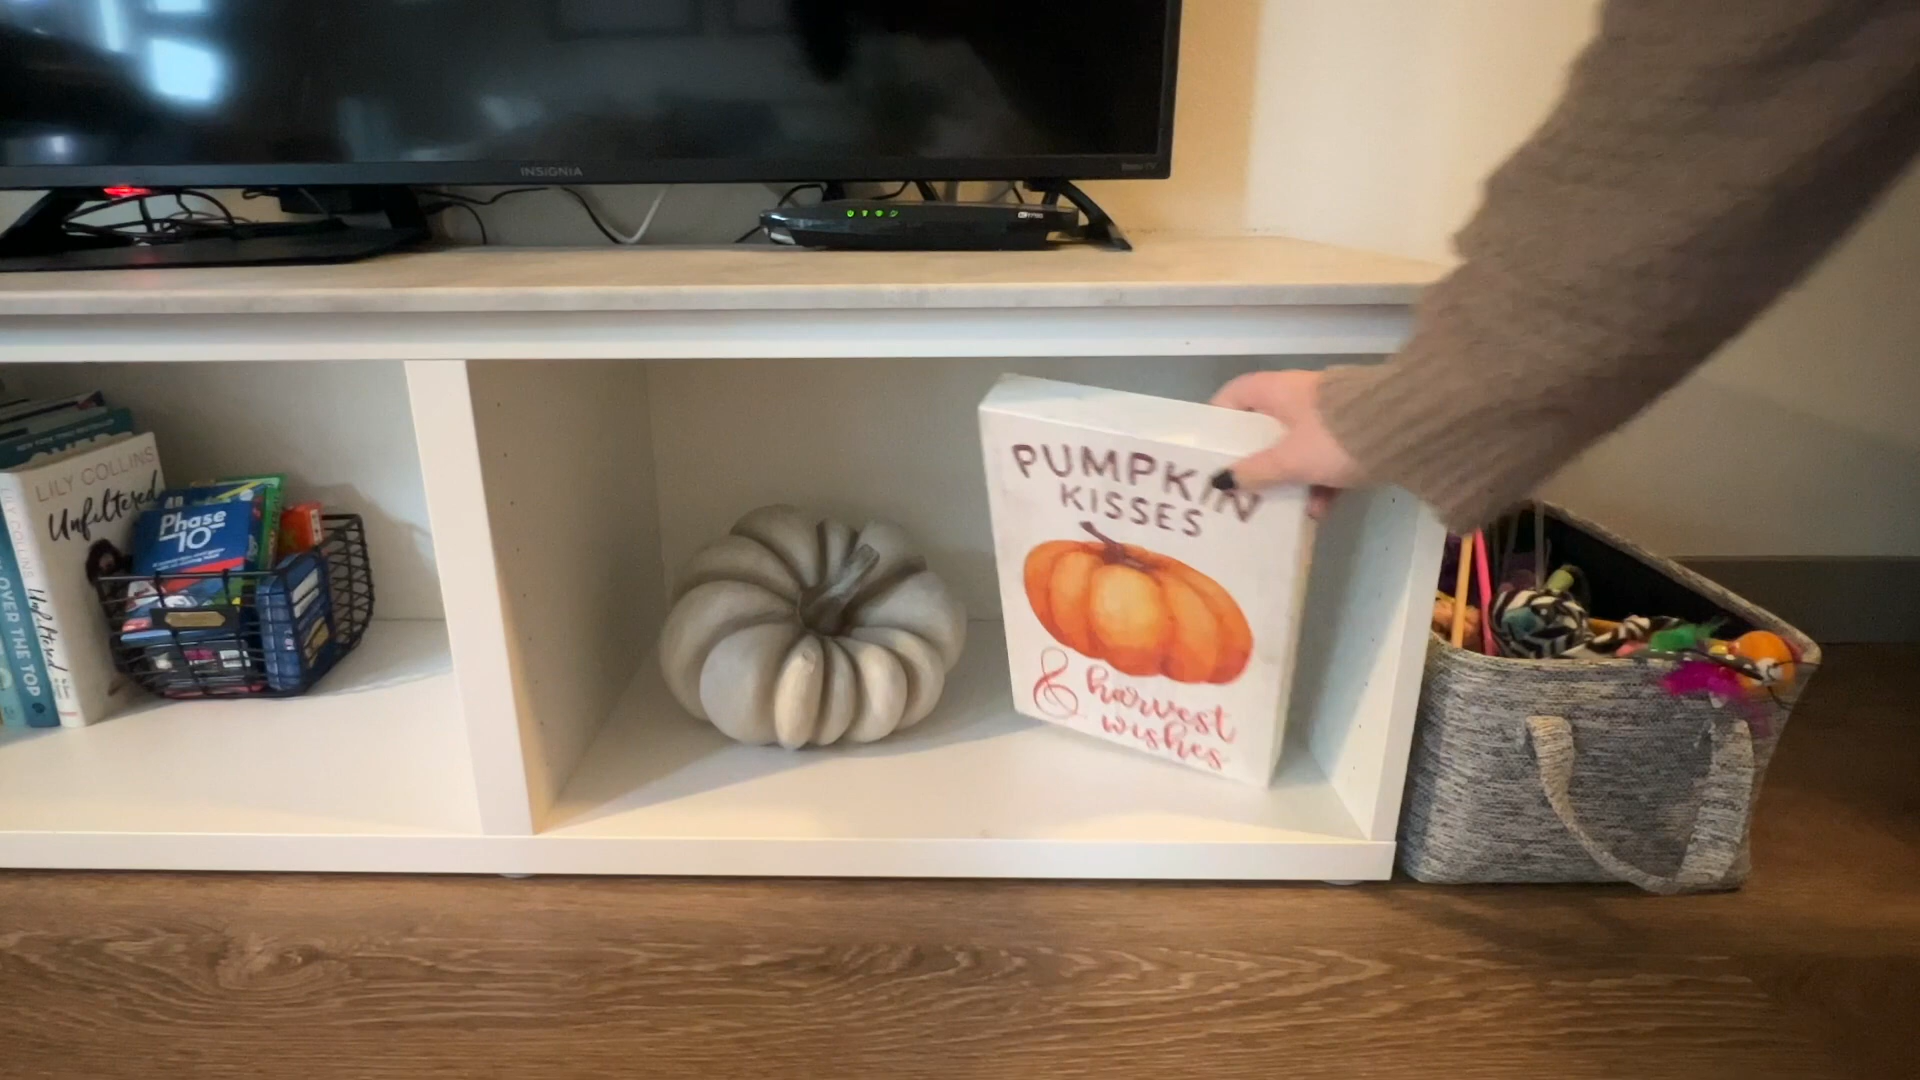 INSIGNIA
LILY COLLINS
Unfiltered
LILY COLLINS Unfiltered
OVER THE TOP
Phase
10
PUMPKIN
KISSES
& harvest
wishes